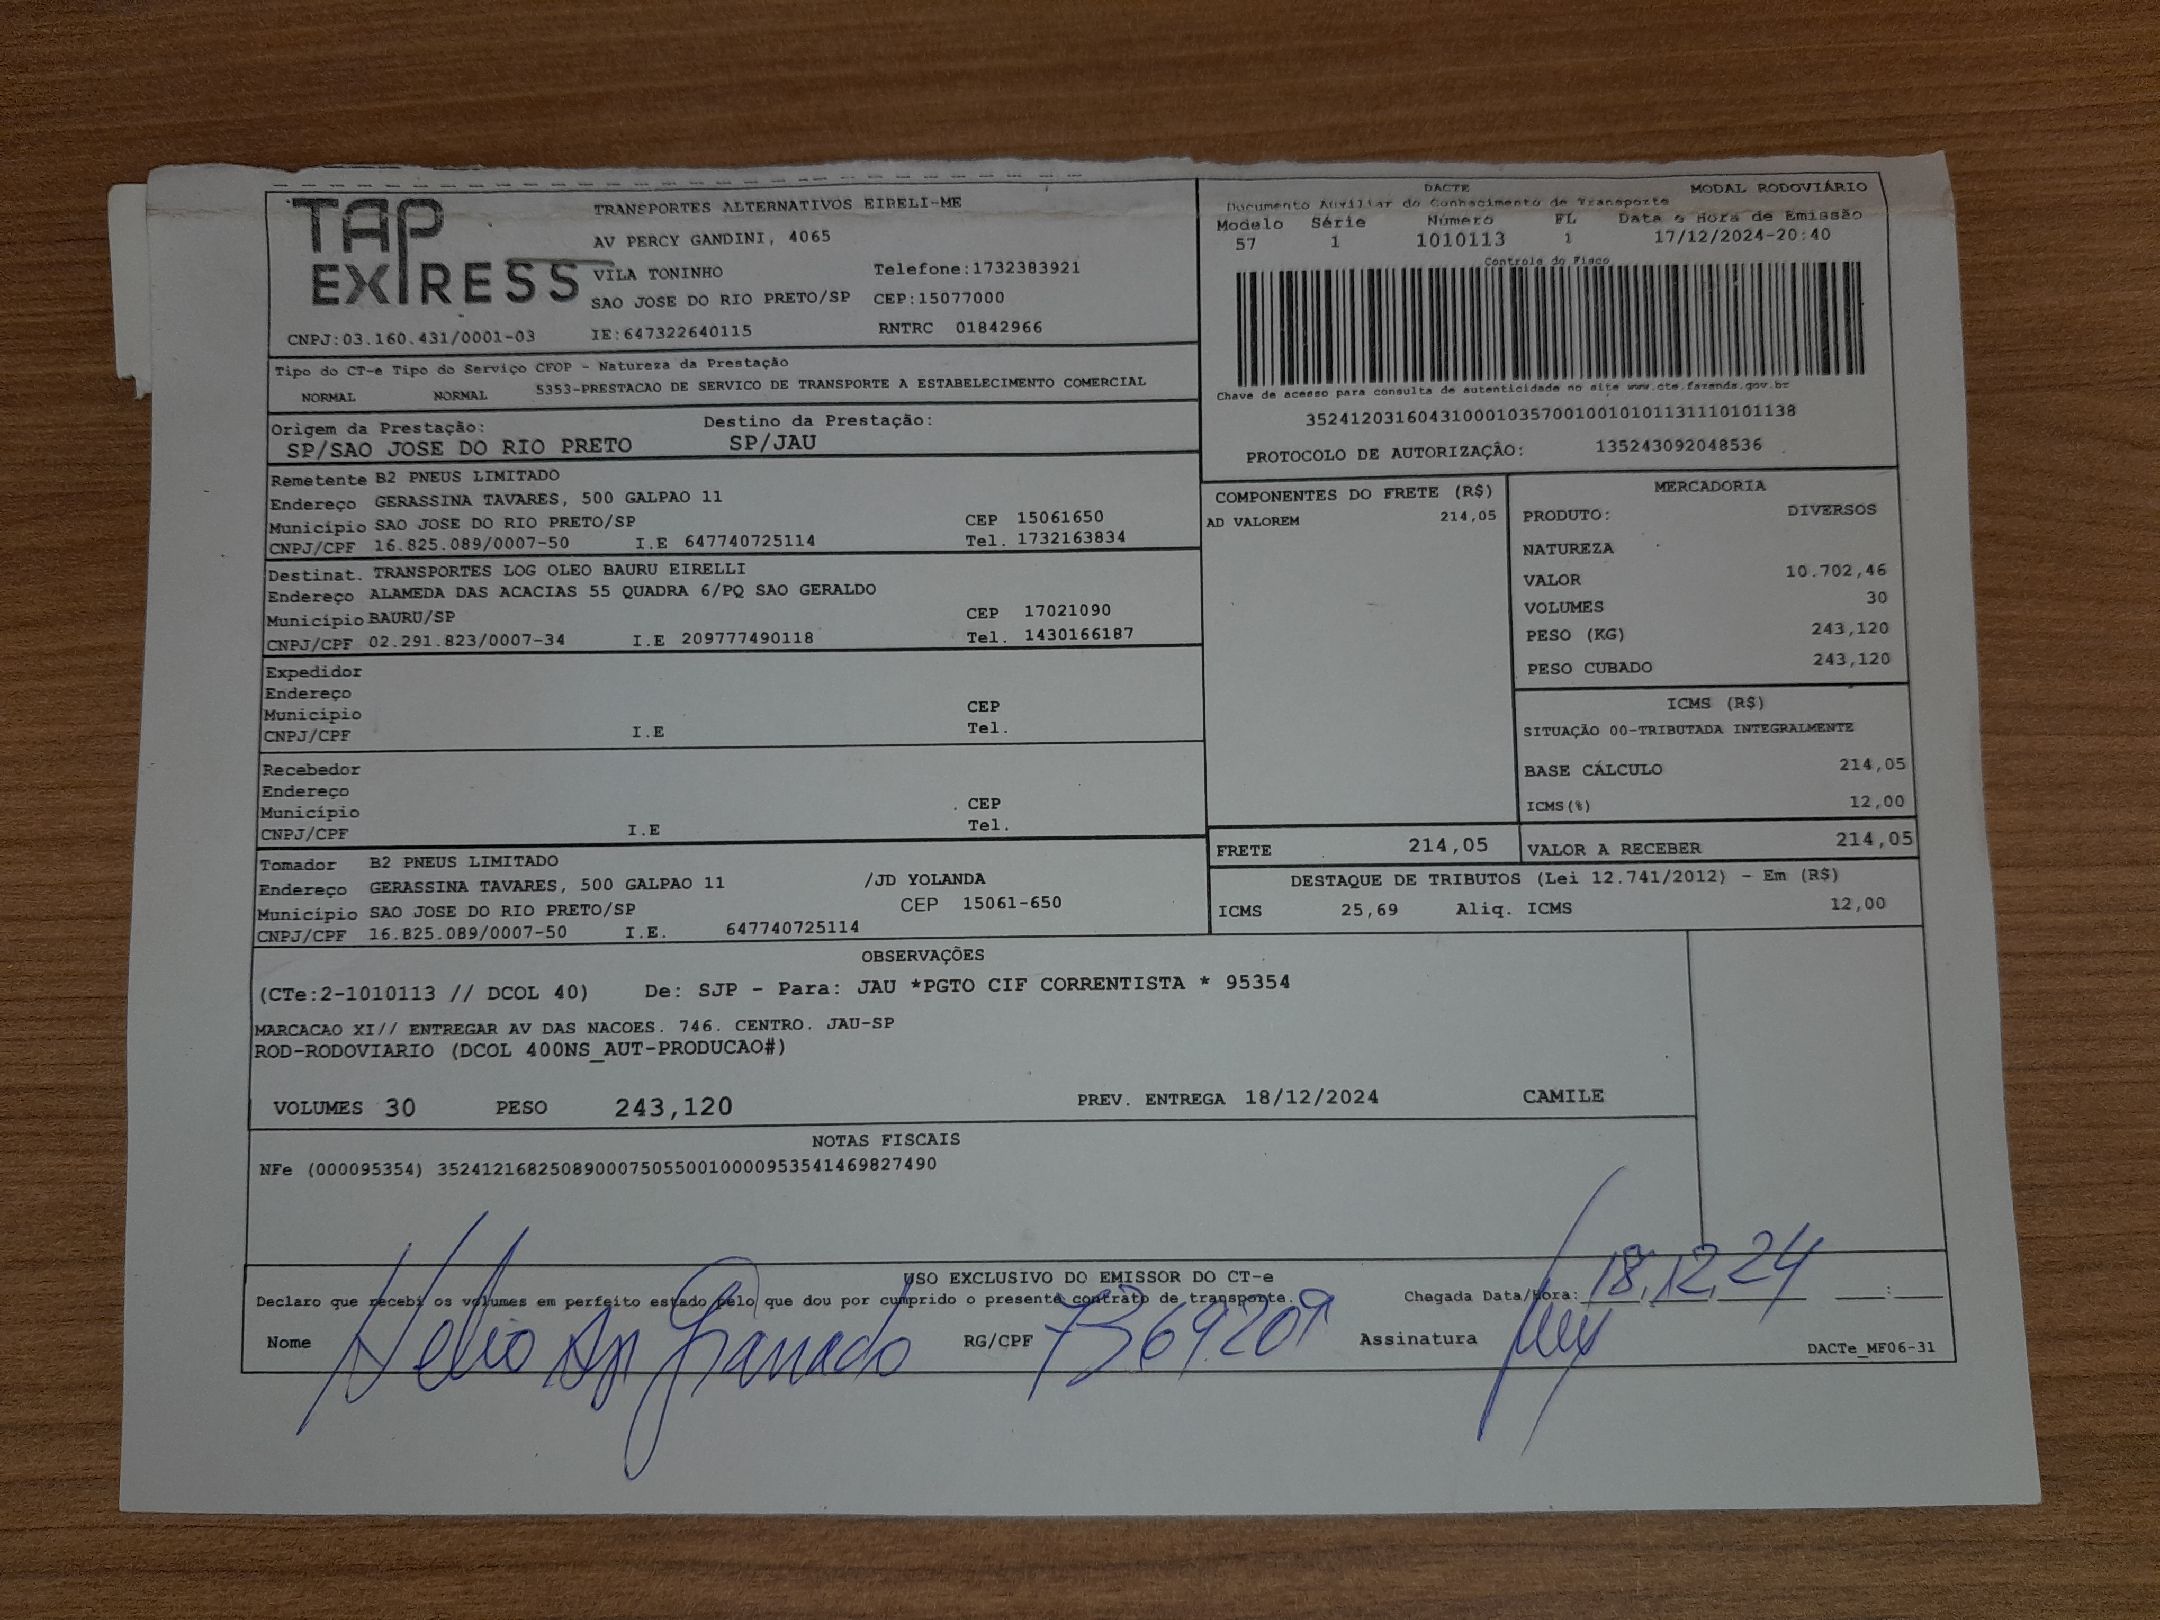 TAP
EXPRESS
TRANSPORTES ALTERNATIVOS EIRELI-ME
AV PERCY GANDINI, 4065
VILA TONINHO Telefone:1732383921
SAO JOSE DO RIO PRETO/SP CEP:15077000
CNPJ:03.160.431/0001-03 IE:647322640115 RNTRC 01842966
DACTE MODAL RODOVIÁRIO
Documento Auxiliar do Conhecimento de Transporte
Modelo Série Número FL Data e Hora de Emissão
57 1 1010113 1 17/12/2024-20:40
Controle do Fisco
Chave de acesso para consulta de autenticidade no site www.cte.fazenda.gov.br
35241203160431000103570010010101131110101138
PROTOCOLO DE AUTORIZAÇÃO: 135243092048536
Tipo do CT-e Tipo do Serviço CFOP - Natureza da Prestação
NORMAL NORMAL 5353-PRESTACAO DE SERVICO DE TRANSPORTE A ESTABELECIMENTO COMERCIAL
Origem da Prestação: Destino da Prestação:
SP/SAO JOSE DO RIO PRETO SP/JAU
Remetente B2 PNEUS LIMITADO
Endereço GERASSINA TAVARES, 500 GALPAO 11
Município SAO JOSE DO RIO PRETO/SP CEP 15061650
CNPJ/CPF 16.825.089/0007-50 I.E 647740725114 Tel. 1732163834
Destinat. TRANSPORTES LOG OLEO BAURU EIRELLI
Endereço ALAMEDA DAS ACACIAS 55 QUADRA 6/PQ SAO GERALDO
Município BAURU/SP CEP 17021090
CNPJ/CPF 02.291.823/0007-34 I.E 209777490118 Tel. 1430166187
Expedidor
Endereço
Município CEP
CNPJ/CPF I.E Tel.
Recebedor
Endereço
Município CEP
CNPJ/CPF I.E Tel.
Tomador B2 PNEUS LIMITADO
Endereço GERASSINA TAVARES, 500 GALPAO 11 /JD YOLANDA
Município SAO JOSE DO RIO PRETO/SP CEP 15061-650
CNPJ/CPF 16.825.089/0007-50 I.E. 647740725114
COMPONENTES DO FRETE (R$)
AD VALOREM 214,05
MERCADORIA
PRODUTO: DIVERSOS
NATUREZA
VALOR 10.702,46
VOLUMES 30
PESO (KG) 243,120
PESO CUBADO 243,120
ICMS (R$)
SITUAÇÃO 00-TRIBUTADA INTEGRALMENTE
BASE CÁLCULO 214,05
ICMS(%) 12,00
FRETE 214,05 VALOR A RECEBER 214,05
DESTAQUE DE TRIBUTOS (Lei 12.741/2012) - Em (R$)
ICMS 25,69 Aliq. ICMS 12,00
OBSERVAÇÕES
(CTe:2-1010113 // DCOL 40) De: SJP - Para: JAU *PGTO CIF CORRENTISTA * 95354
MARCACAO XI// ENTREGAR AV DAS NACOES. 746. CENTRO. JAU-SP
ROD-RODOVIARIO (DCOL 400NS_AUT-PRODUCAO#)
VOLUMES 30 PESO 243,120 PREV. ENTREGA 18/12/2024 CAMILE
NOTAS FISCAIS
NFe (000095354) 35241216825089000750550010000953541469827490
USO EXCLUSIVO DO EMISSOR DO CT-e
Declaro que recebi os volumes em perfeito estado pelo que dou por cumprido o presente contrato de transporte. Chegada Data/Hora: 18.12.24 :
Nome Helio Ap Granado RG/CPF 7369209 Assinatura
DACTe_MF06-31